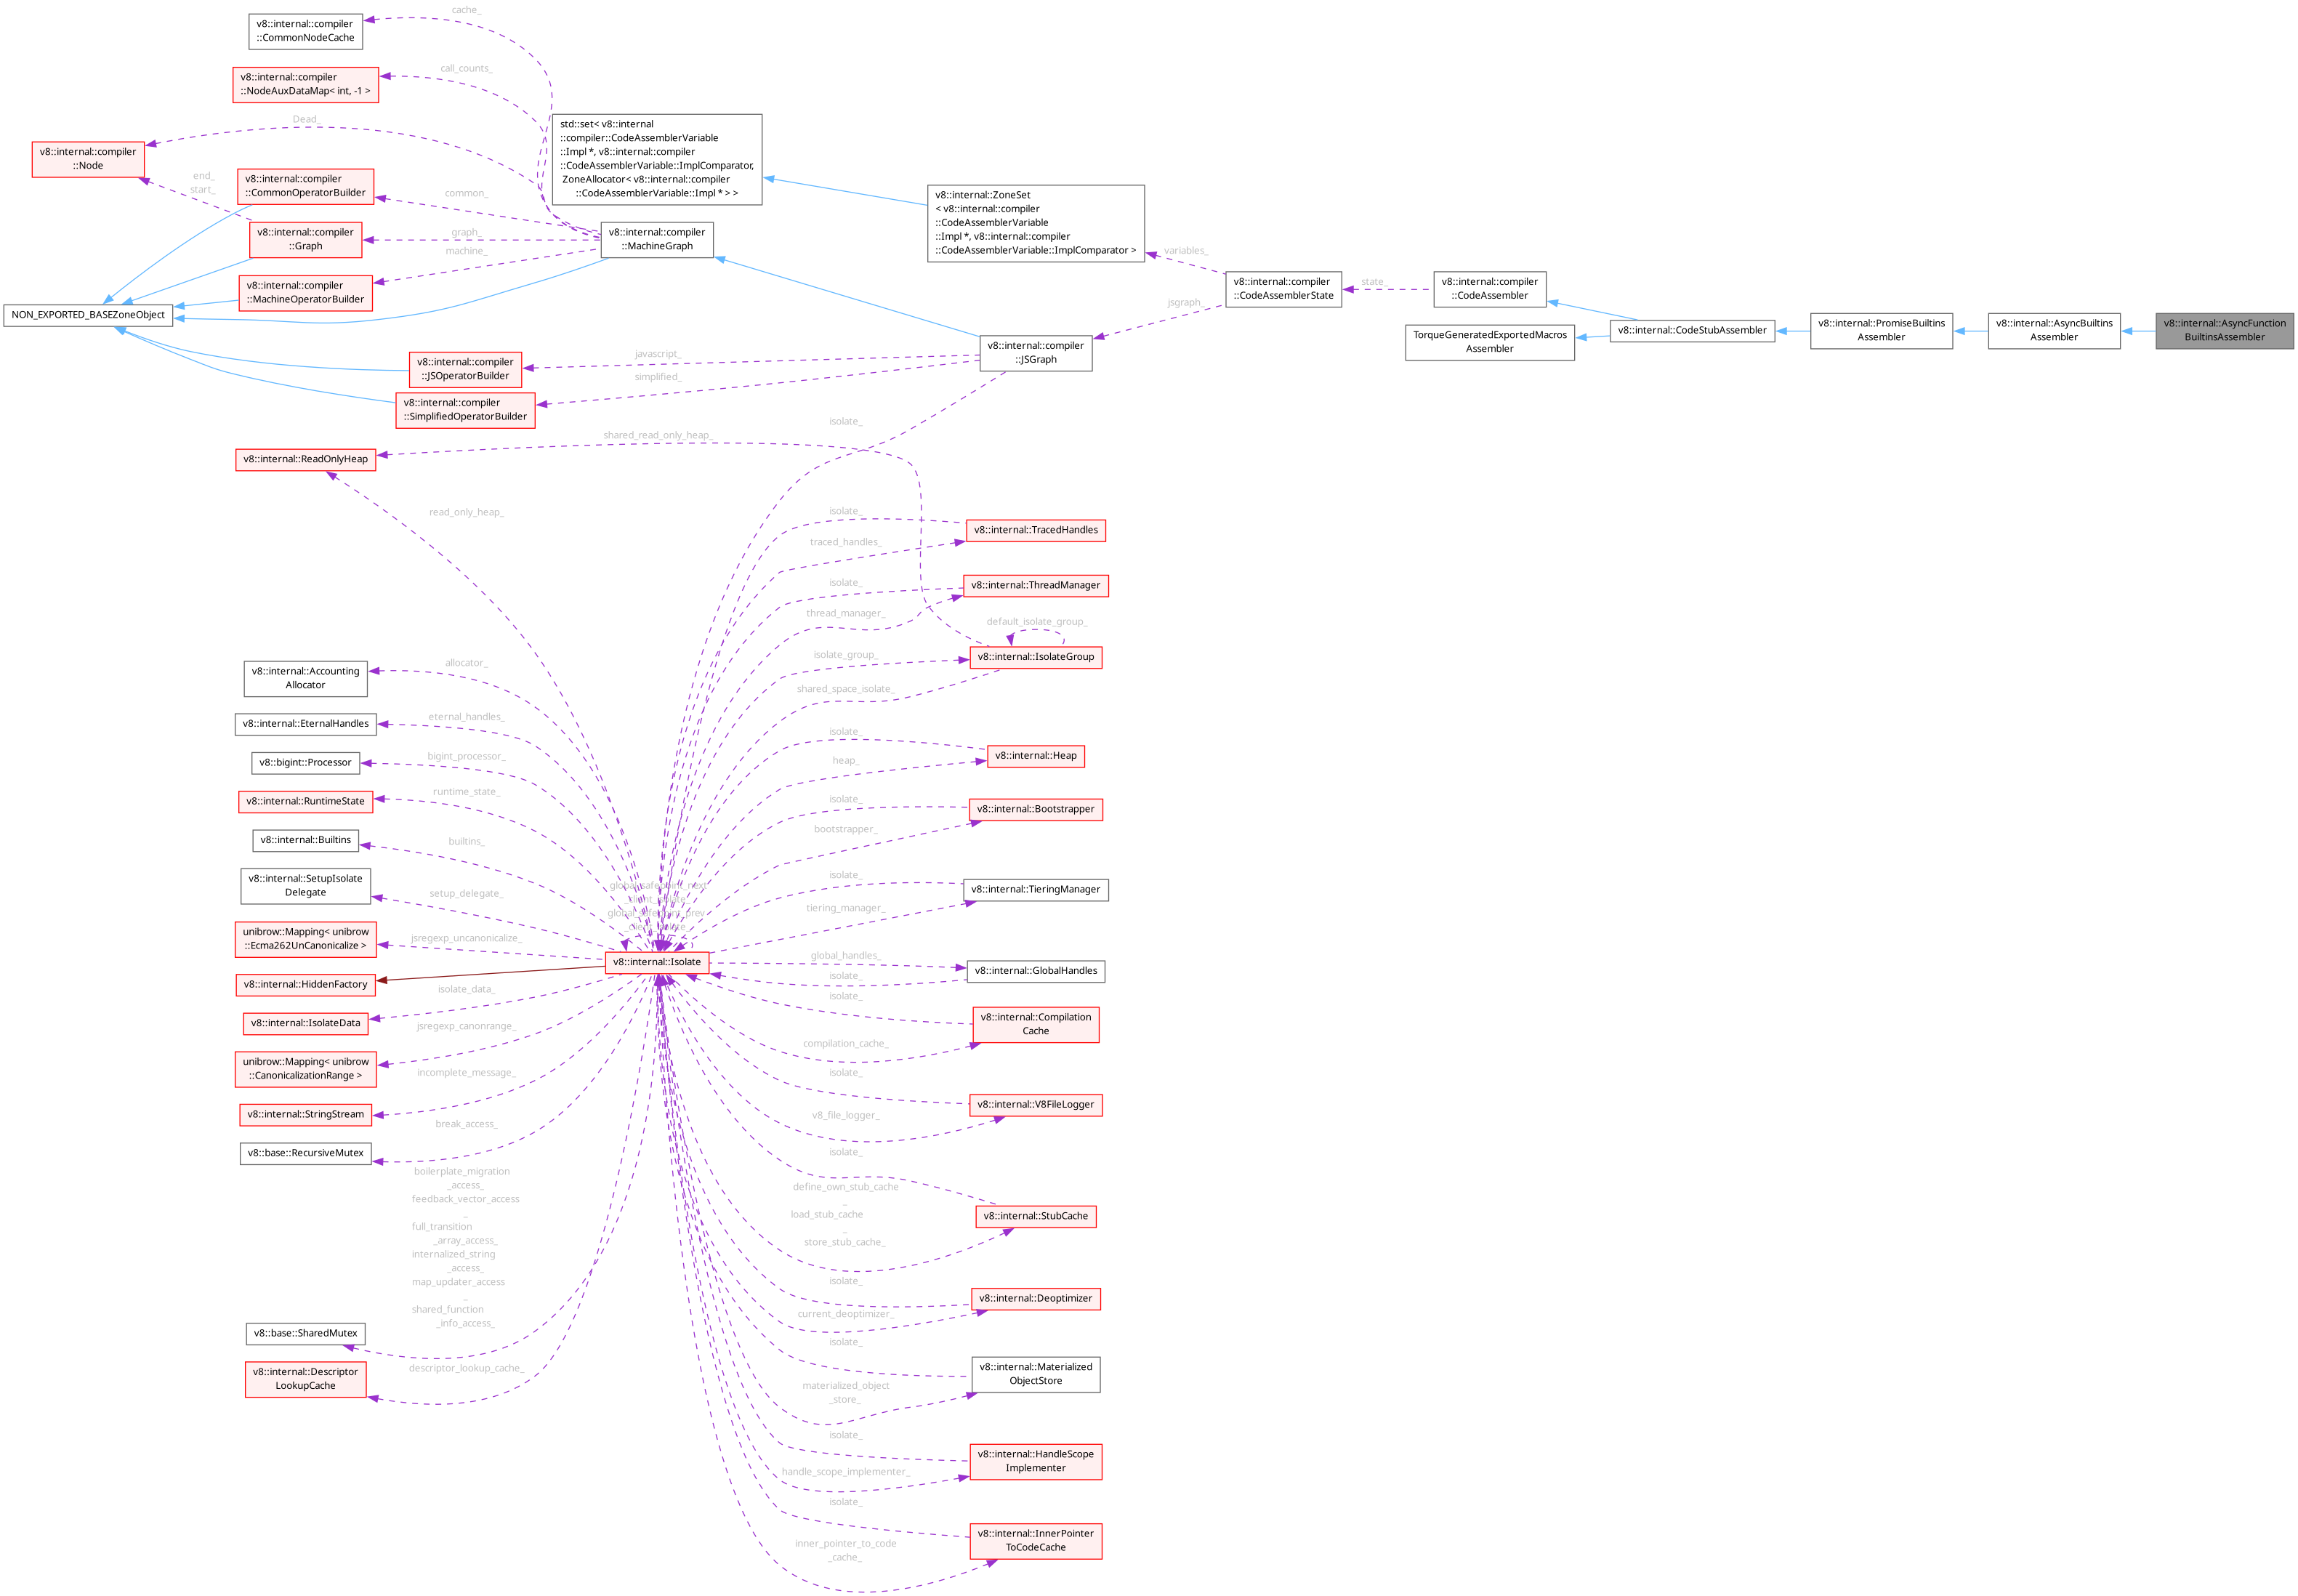 v8::internal::compiler
::CommonNodeCache
cache_
v8::internal::compiler
::NodeAuxDataMap< int, -1 >
call_counts_
Dead_
v8::internal::compiler
::Node
end_
start_
v8::internal::compiler
::CommonOperatorBuilder
common_
v8::internal::compiler
::Graph
graph_
machine_
v8::internal::compiler
::MachineOperatorBuilder
NON_EXPORTED_BASEZoneObject
std::set< v8::internal
::compiler::CodeAssemblerVariable
::Impl *, v8::internal::compiler
::CodeAssemblerVariable::ImplComparator,
ZoneAllocator< v8::internal::compiler
::CodeAssemblerVariable::Impl * > >
v8::internal::compiler
::MachineGraph
v8::internal::ZoneSet
< v8::internal::compiler
::CodeAssemblerVariable
::Impl *, v8::internal::compiler
::CodeAssemblerVariable::ImplComparator >
variables_
v8::internal::compiler
::CodeAssemblerState
state_
jsgraph_
v8::internal::compiler
::CodeAssembler
TorqueGeneratedExportedMacros
Assembler
v8::internal::CodeStubAssembler
v8::internal::PromiseBuiltins
Assembler
v8::internal::AsyncBuiltins
Assembler
v8::internal::AsyncFunction
BuiltinsAssembler
v8::internal::compiler
::JSGraph
v8::internal::compiler
::JSOperatorBuilder
javascript_
v8::internal::compiler
::SimplifiedOperatorBuilder
simplified_
isolate_
v8::internal::ReadOnlyHeap
shared_read_only_heap_
read_only_heap_
isolate_
v8::internal::TracedHandles
traced_handles_
isolate_
v8::internal::ThreadManager
thread_manager_
default_isolate_group_
isolate_group_
v8::internal::IsolateGroup
shared_space_isolate_
v8::internal::Accounting
Allocator
allocator_
v8::internal::EternalHandles
eternal_handles_
v8::bigint::Processor
bigint_processor_
isolate_
v8::internal::Heap
heap_
v8::internal::RuntimeState
runtime_state_
isolate_
v8::internal::Bootstrapper
bootstrapper_
v8::internal::Builtins
builtins_
v8::internal::SetupIsolate
Delegate
setup_delegate_
global_safepoint_next
_client_isolate_
global_safepoint_prev
_client_isolate_
isolate_
v8::internal::TieringManager
tiering_manager_
unibrow::Mapping< unibrow
::Ecma262UnCanonicalize >
jsregexp_uncanonicalize_
v8::internal::Isolate
global_handles_
v8::internal::GlobalHandles
isolate_
v8::internal::HiddenFactory
isolate_data_
v8::internal::IsolateData
isolate_
v8::internal::Compilation
Cache
compilation_cache_
jsregexp_canonrange_
unibrow::Mapping< unibrow
::CanonicalizationRange >
incomplete_message_
v8::internal::StringStream
isolate_
v8::internal::V8FileLogger
v8_file_logger_
break_access_
v8::base::RecursiveMutex
isolate_
define_own_stub_cache
_
load_stub_cache
_
store_stub_cache_
v8::internal::StubCache
boilerplate_migration
_access_
feedback_vector_access
_
full_transition
_array_access_
internalized_string
_access_
map_updater_access
_
shared_function
_info_access_
v8::base::SharedMutex
isolate_
v8::internal::Deoptimizer
current_deoptimizer_
descriptor_lookup_cache_
v8::internal::Descriptor
LookupCache
isolate_
v8::internal::Materialized
ObjectStore
materialized_object
_store_
isolate_
v8::internal::HandleScope
Implementer
handle_scope_implementer_
isolate_
v8::internal::InnerPointer
ToCodeCache
inner_pointer_to_code
_cache_